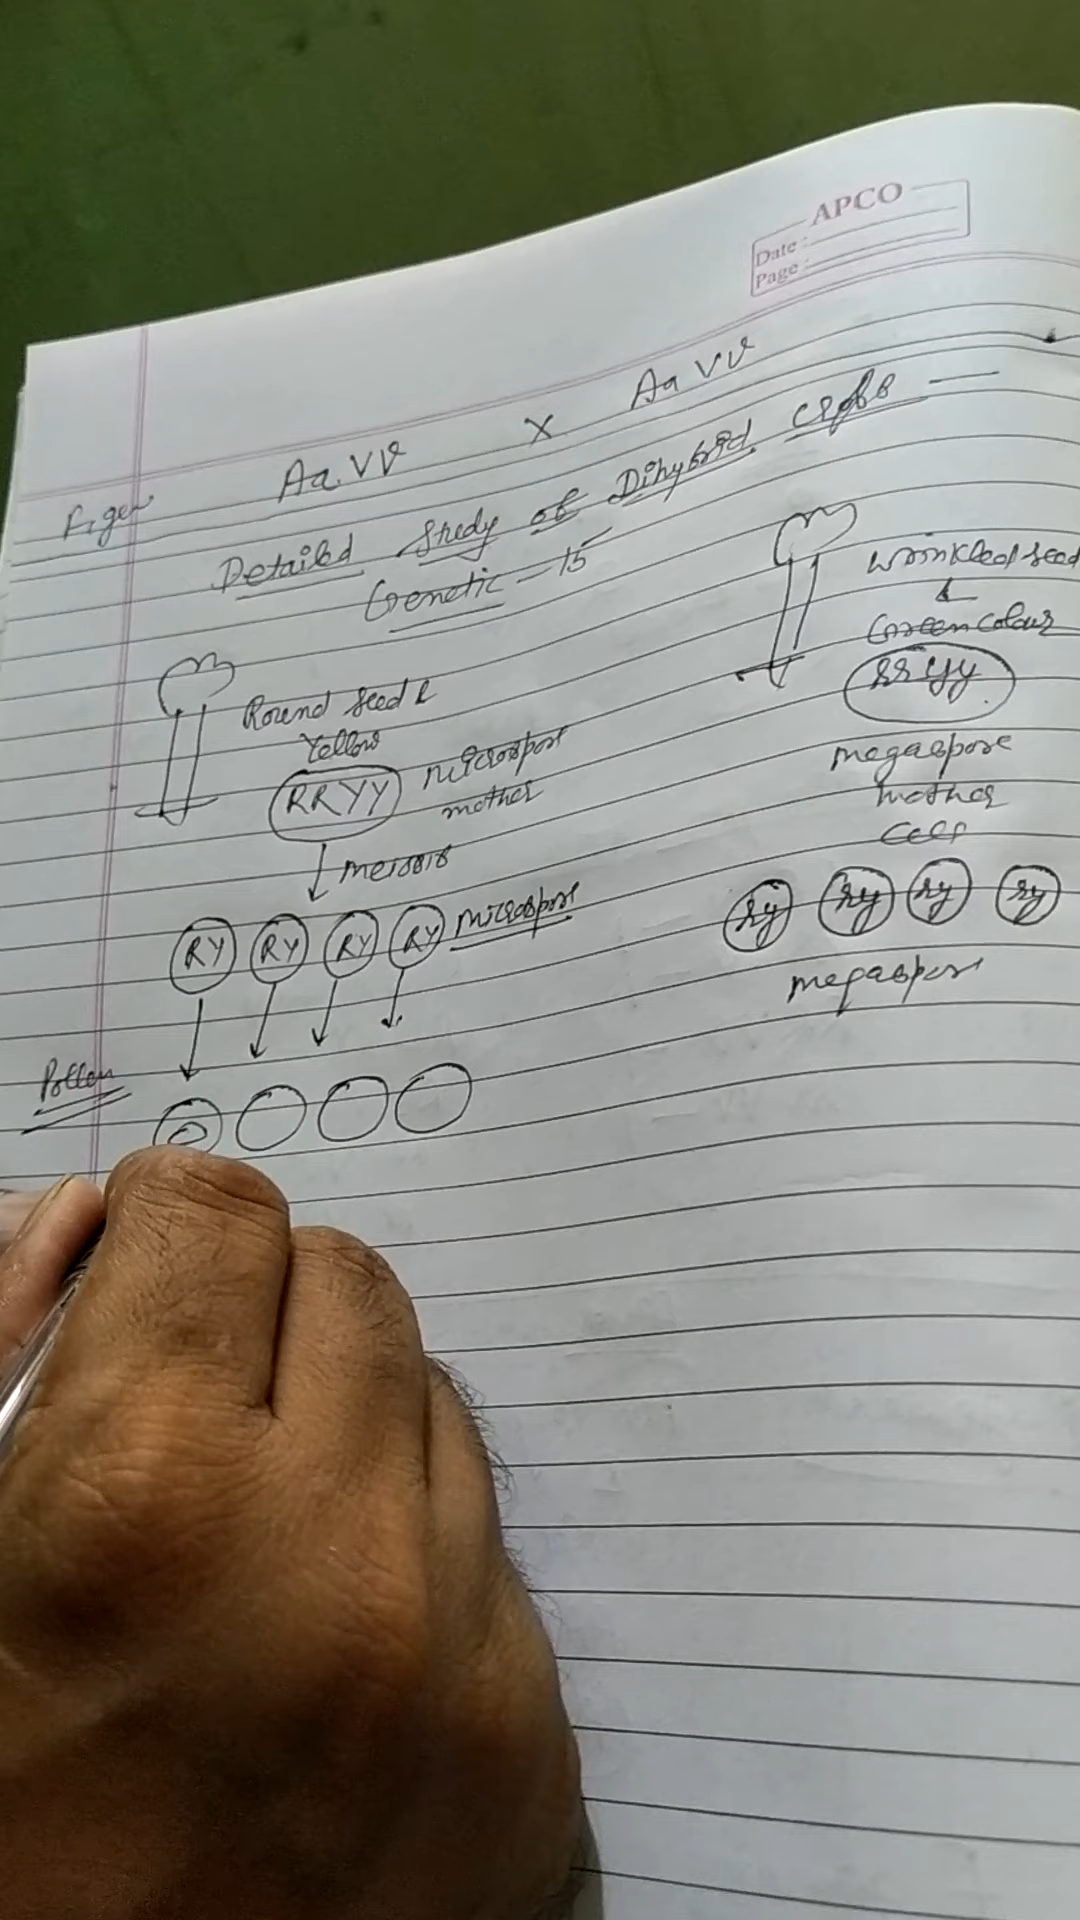 APCO
Date :
Page :
Aa Vv X Aa Vv
Detailed Study of Dihybrid Cross
Genetic - 15
Round Seed &
Yellow
RRYY
microspore
mother
meiosis
RY RY RY RY microspore
Pollen
Wrinkled seed
&
Green colour
rryy
megaspore
mother
cell
ry ry ry ry
megaspore